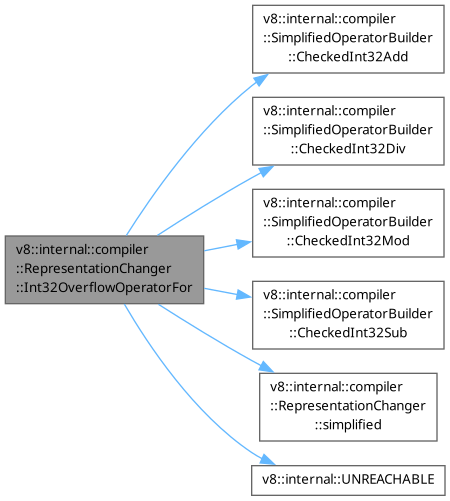 v8::internal::compiler
::SimplifiedOperatorBuilder
::CheckedInt32Add
v8::internal::compiler
::SimplifiedOperatorBuilder
::CheckedInt32Div
v8::internal::compiler
::SimplifiedOperatorBuilder
::CheckedInt32Mod
v8::internal::compiler
::RepresentationChanger
::Int32OverflowOperatorFor
v8::internal::compiler
::SimplifiedOperatorBuilder
::CheckedInt32Sub
v8::internal::compiler
::RepresentationChanger
::simplified
v8::internal::UNREACHABLE